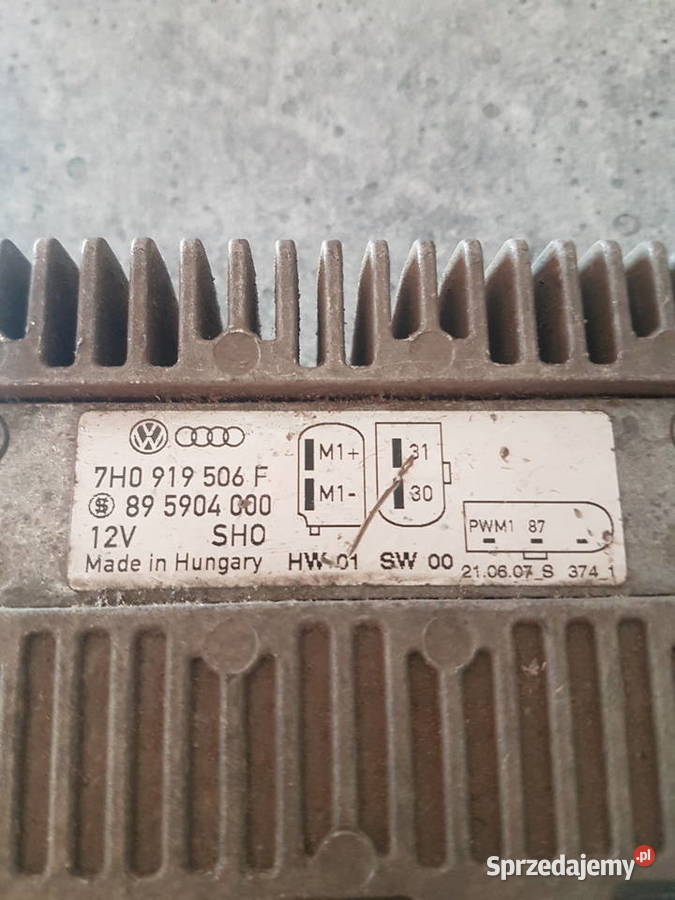 7H0 919 506 F
89 5904 000
12V SHO
Made in Hungary
M1+
M1-
HW 01
31
30
SW 00
PWM1 87
21.06.07_S 374_1
Sprzedajemy.pl